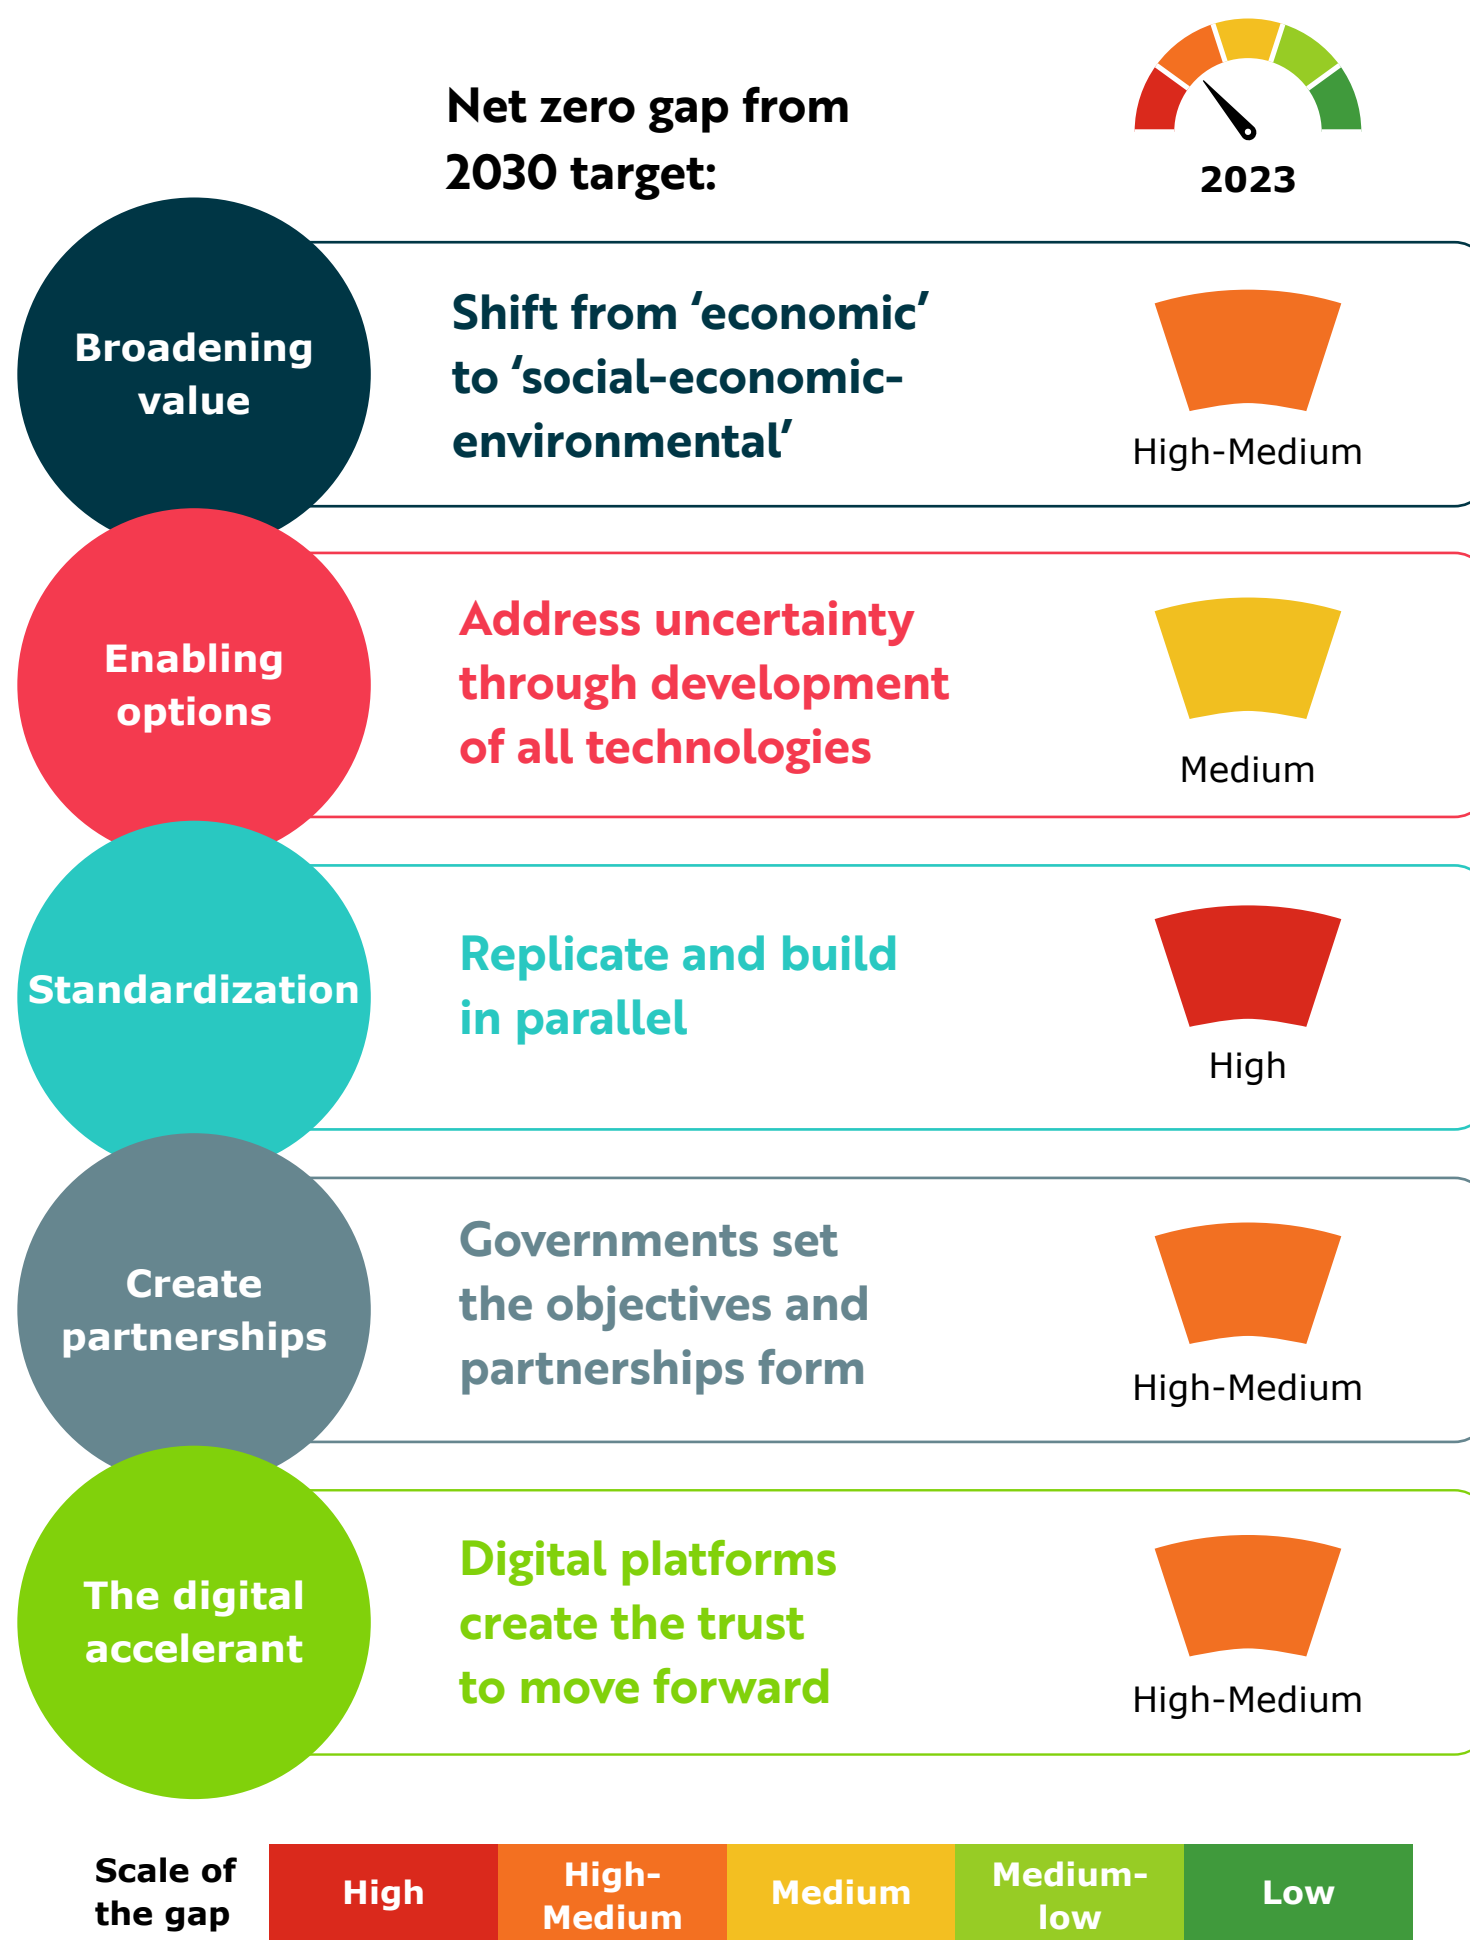 Net zero gap from
2030 target:
2023
Broadening
value
Shift from ‘economic’
to ‘social-economic-
environmental’
High-Medium
Enabling
options
Address uncertainty
through development
of all technologies
Medium
Standardization
Replicate and build
in parallel
High
Create
partnerships
Governments set
the objectives and
partnerships form
High-Medium
The digital
accelerant
Digital platforms
create the trust
to move forward
High-Medium
Scale of
the gap
High
High-
Medium
Medium
Medium-
low
Low